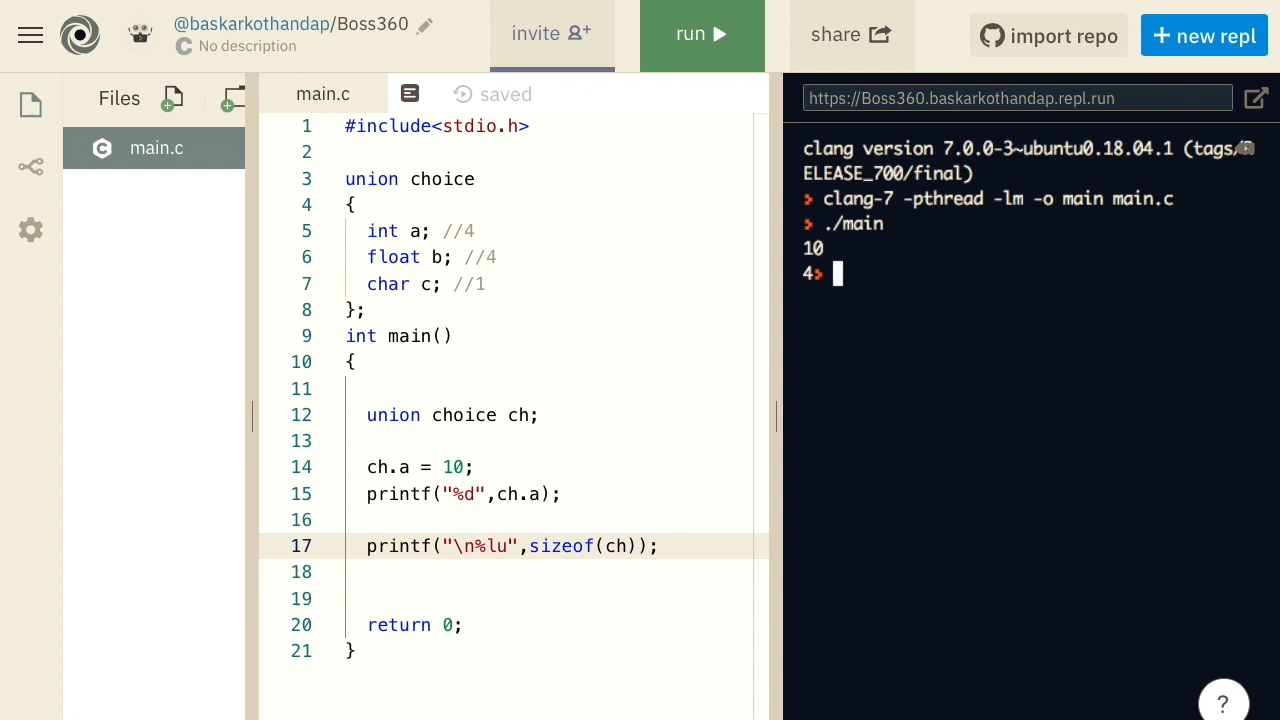 @baskarkothandap/Boss360
No description
invite
run
share
import repo
+ new repl
Files
main.c
main.c
saved
1 #include<stdio.h>
2
3 union choice
4 {
5 int a; //4
6 float b; //4
7 char c; //1
8 };
9 int main()
10 {
11
12 union choice ch;
13
14 ch.a = 10;
15 printf("%d",ch.a);
16
17 printf("\n%lu",sizeof(ch));
18
19
20 return 0;
21 }
https://Boss360.baskarkothandap.repl.run
clang version 7.0.0-3~ubuntu0.18.04.1 (tags/
ELEASE_700/final)
> clang-7 -pthread -lm -o main main.c
> ./main
10
4>
?